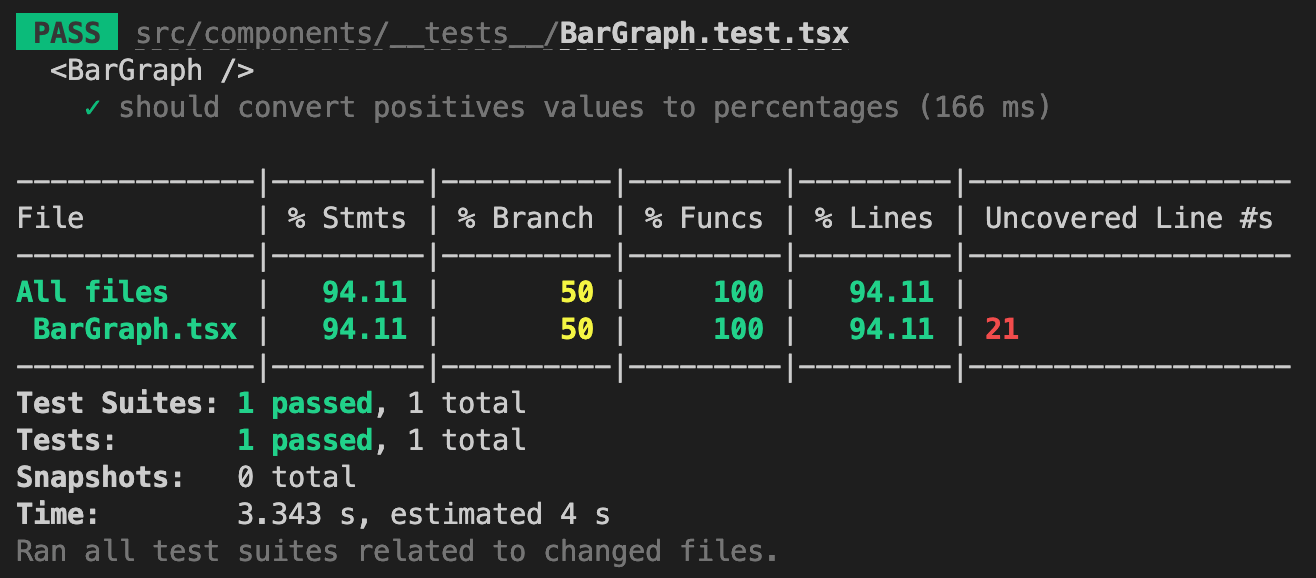 PASS src/components/__tests__/BarGraph.test.tsx
<BarGraph />
✓ should convert positives values to percentages (166 ms)
--------------|---------|----------|---------|---------|-------------------
File | % Stmts | % Branch | % Funcs | % Lines | Uncovered Line #s
--------------|---------|----------|---------|---------|-------------------
All files | 94.11 | 50 | 100 | 94.11 |
BarGraph.tsx | 94.11 | 50 | 100 | 94.11 | 21
--------------|---------|----------|---------|---------|-------------------
Test Suites: 1 passed, 1 total
Tests: 1 passed, 1 total
Snapshots: 0 total
Time: 3.343 s, estimated 4 s
Ran all test suites related to changed files.